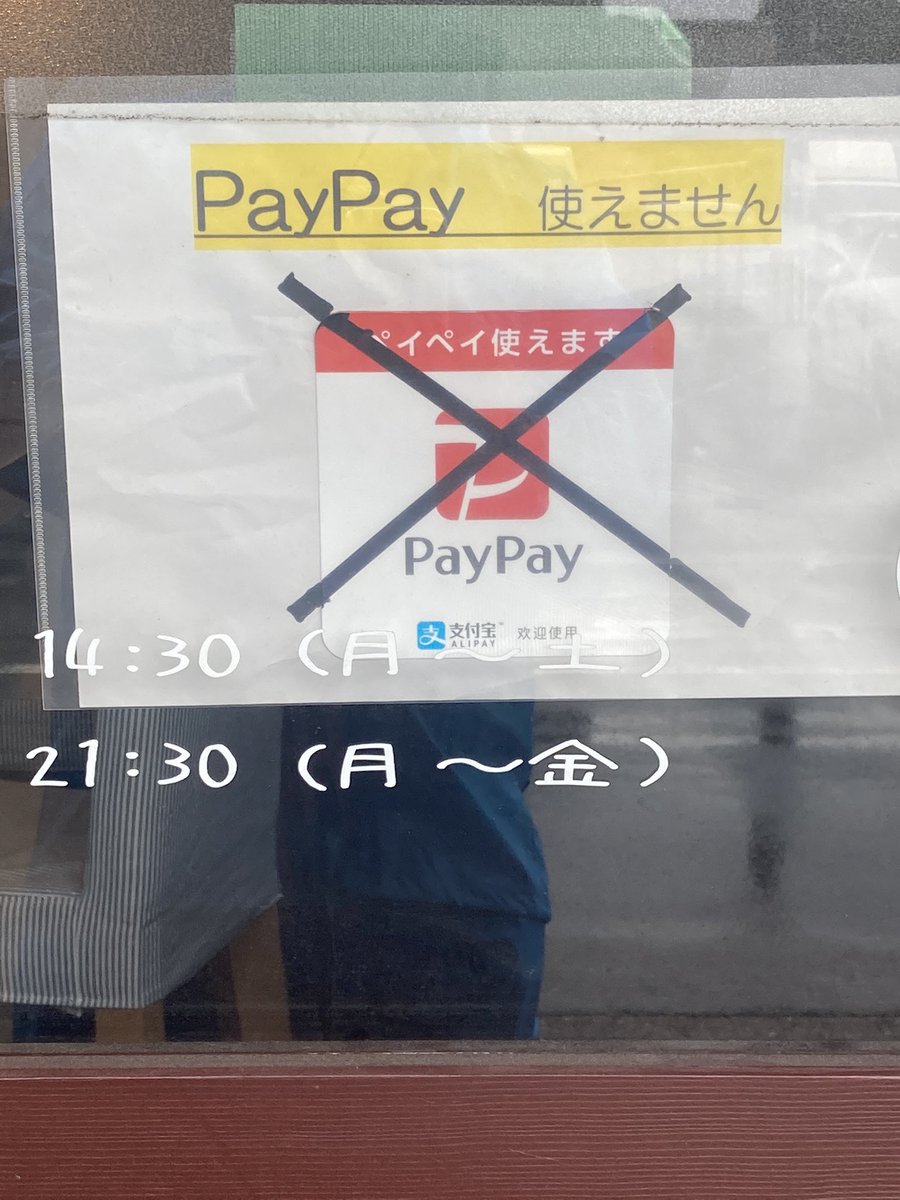 PayPay 使えません
ペイペイ使えます
PayPay
支付宝 ALIPAY 欢迎使用
14:30 (月 〜 土)
21:30 (月 〜金)